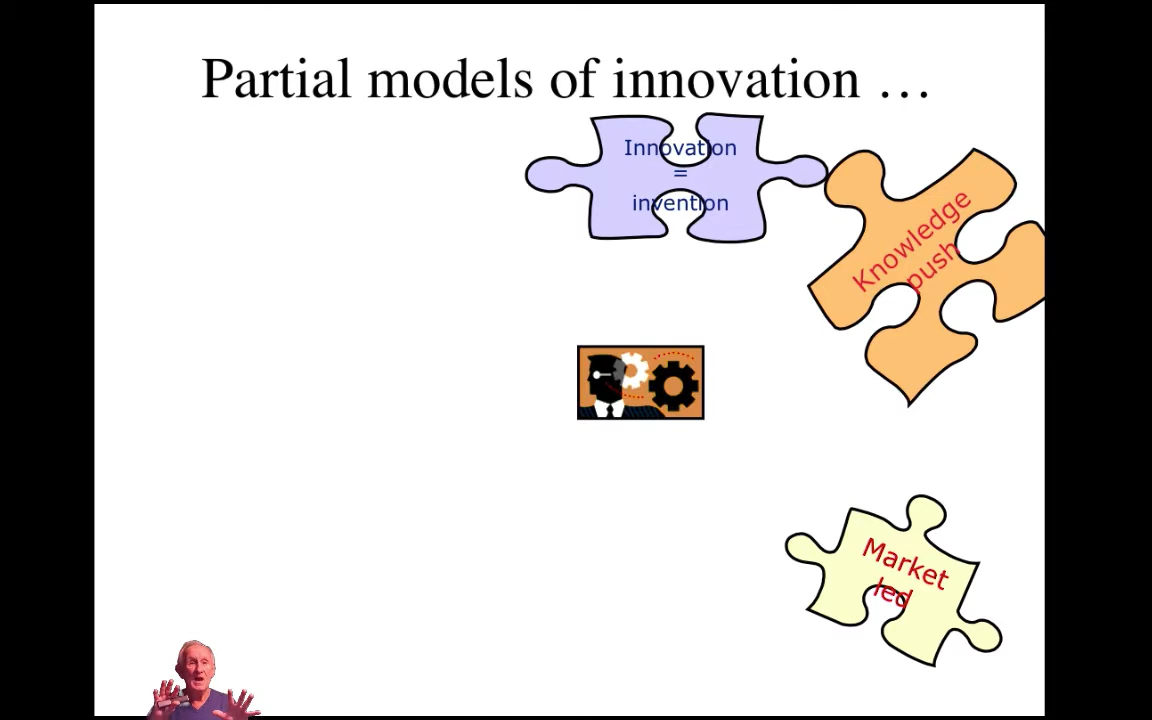 Partial models of innovation …
Innovation
=
invention
Knowledge
push
Market
led